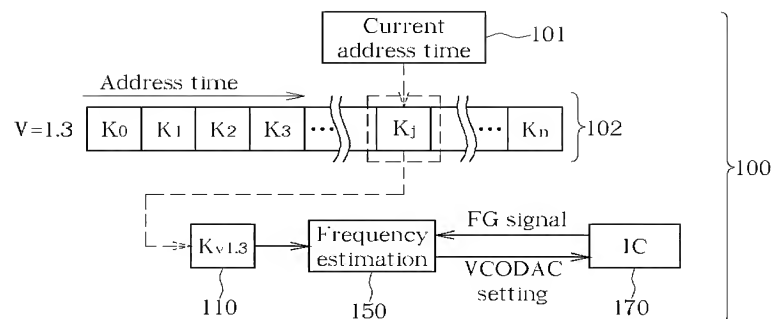 Current
address time
101
Address time
V=1.3 K₀ K₁ K₂ K₃ ••• Kⱼ ••• Kₙ
102
100
Kv1.3
Frequency
estimation
FG signal
VCODAC
setting
IC
110
150
170